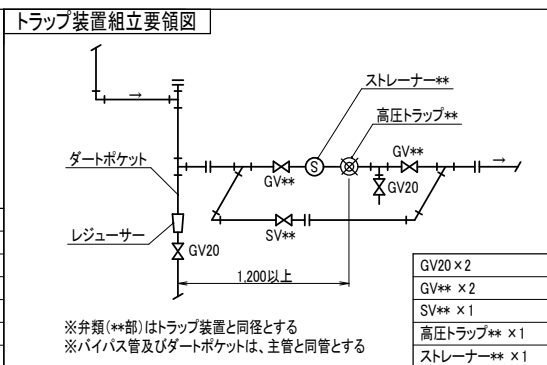 トラップ装置組立要領図
ストレーナー**
高圧トラップ**
ダートポケット
GV**
S
GV**
GV20
SV**
レジューサー
GV20
1,200以上
※弁類(**部)はトラップ装置と同径とする
※バイパス管及びダートポケットは、主管と同管とする
GV20×2
GV** ×2
SV** ×1
高圧トラップ** ×1
ストレーナー** ×1